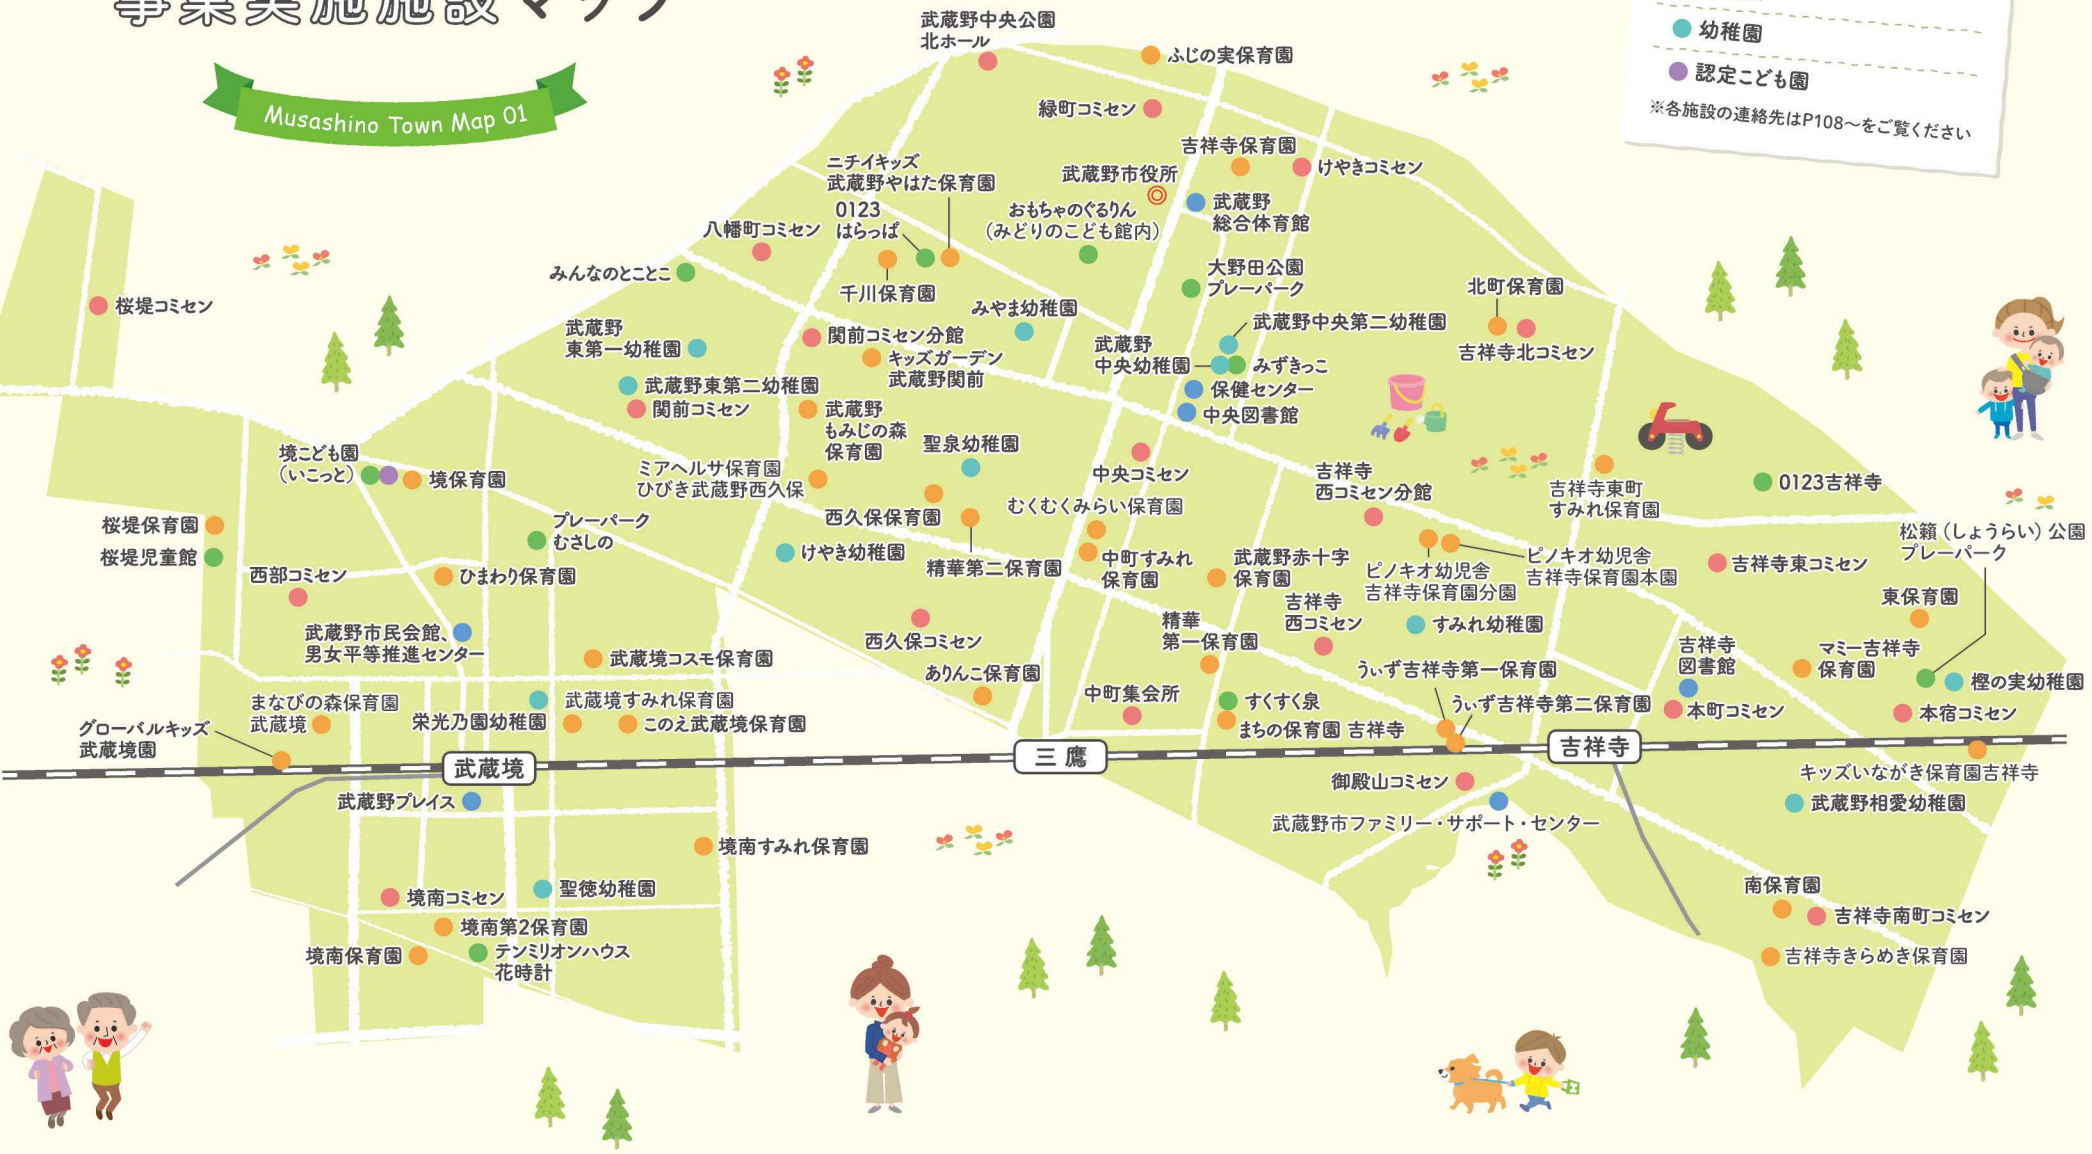 事業実施施設マップ
Musashino Town Map 01
幼稚園
認定こども園
※各施設の連絡先はP108〜をご覧ください
武蔵野中央公園
北ホール
ふじの実保育園
緑町コミセン
吉祥寺保育園
けやきコミセン
ニチイキッズ
武蔵野やはた保育園
武蔵野市役所
0123
はらっぱ
おもちゃのぐるりん
（みどりのこども館内）
武蔵野
総合体育館
八幡町コミセン
みんなのとことこ
千川保育園
大野田公園
プレーパーク
北町保育園
桜堤コミセン
みやま幼稚園
武蔵野
東第一幼稚園
関前コミセン分館
武蔵野中央第二幼稚園
吉祥寺北コミセン
キッズガーデン
武蔵野関前
武蔵野
中央幼稚園
みずきっこ
武蔵野東第二幼稚園
保健センター
関前コミセン
武蔵野
もみじの森
保育園
中央図書館
聖泉幼稚園
境こども園
（いこっと）
境保育園
ミアヘルサ保育園
ひびき武蔵野西久保
中央コミセン
吉祥寺
西コミセン分館
吉祥寺東町
すみれ保育園
0123吉祥寺
桜堤保育園
プレーパーク
むさしの
西久保保育園
むくむくみらい保育園
松籟（しょうらい）公園
プレーパーク
桜堤児童館
けやき幼稚園
精華第二保育園
中町すみれ
保育園
武蔵野赤十字
保育園
ピノキオ幼児舎
吉祥寺保育園分園
ピノキオ幼児舎
吉祥寺保育園本園
吉祥寺東コミセン
西部コミセン
ひまわり保育園
東保育園
吉祥寺
西コミセン
すみれ幼稚園
武蔵野市民会館、
男女平等推進センター
西久保コミセン
精華
第一保育園
吉祥寺
図書館
マミー吉祥寺
保育園
武蔵境コスモ保育園
ありんこ保育園
うぃず吉祥寺第一保育園
樫の実幼稚園
まなびの森保育園
武蔵境
栄光乃園幼稚園
武蔵境すみれ保育園
このえ武蔵境保育園
中町集会所
すくすく泉
うぃず吉祥寺第二保育園
本町コミセン
本宿コミセン
グローバルキッズ
武蔵境園
まちの保育園 吉祥寺
武蔵境
三鷹
吉祥寺
キッズいながき保育園吉祥寺
御殿山コミセン
武蔵野プレイス
武蔵野相愛幼稚園
武蔵野市ファミリー・サポート・センター
境南すみれ保育園
境南コミセン
聖徳幼稚園
南保育園
吉祥寺南町コミセン
境南第2保育園
境南保育園
テンミリオンハウス
花時計
吉祥寺きらめき保育園